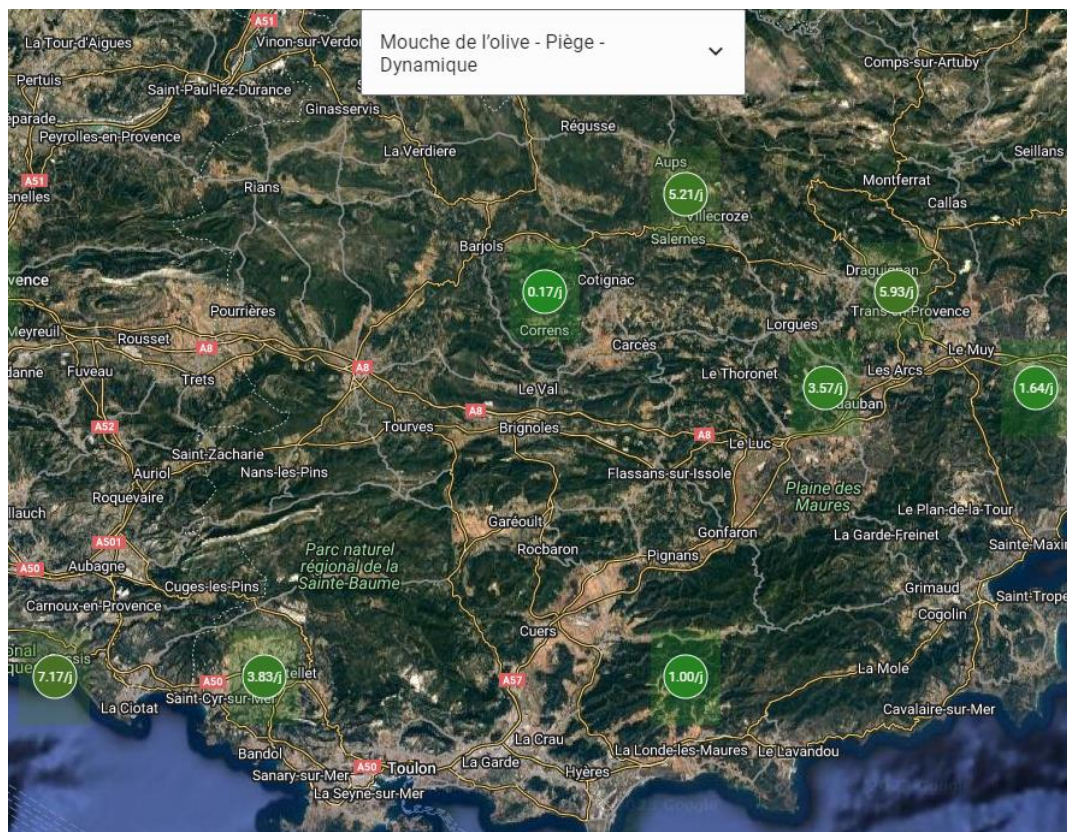 A51
La Tour-d'Aigues
Vinon-sur-Verdon
Mouche de l'olive - Piège -
Dynamique
Comps-sur-Artuby
Pertuis
Saint-Paul-lez-Durance
Ginasservis
Peyrolles-en-Provence
Régusse
La Verdiere
Aups
Seillans
A51
Rians
Montferrat
5.21/j
Callas
Villecroze
Barjols
Salernes
Cotignac
Draguignan
0.17/j
5.93/j
Pourrières
Trans-en-Provence
Meyreuil
Rousset
Correns
Lorgues
A8
Carcès
Le Muy
Fuveau
A8
Les Arcs
Trets
Le Thoronet
Le Val
3.57/j
1.64/j
A8
A52
Tourves
Brignoles
A8
Le Luc
Saint-Zacharie
Auriol
Nans-les-Pins
Flassans-sur-Issole
Roquevaire
Plaine des
Maures
Le Plan-de-la-Tour
Garéoult
Gonfaron
La Garde-Freinet
A501
Parc naturel
régional de la
Sainte-Baume
Rocbaron
Pignans
A50
Aubagne
Cuges-les-Pins
Grimaud
Carnoux-en-Provence
Cogolin
Cuers
7.17/j
3.83/j
1.00/j
La Mole
A50
A57
Saint-Cyr-sur-Mer
La Ciotat
Cavalaire-sur-Mer
La Crau
Bandol
La Londe-les-Maures
Le Lavandou
A50
Toulon
La Garde
Hyères
Sanary-sur-Mer
La Seyne-sur-Mer